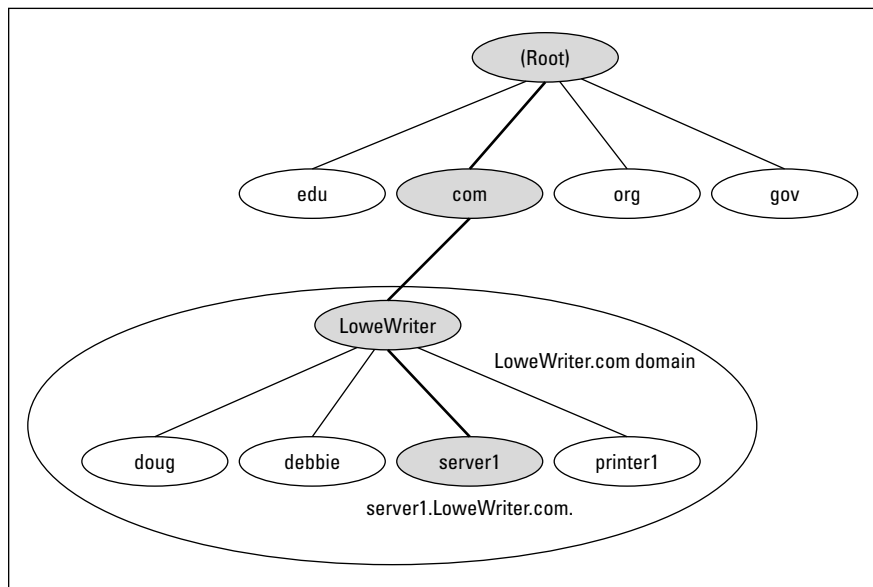 (Root)
edu
com
org
gov
LoweWriter
LoweWriter.com domain
doug
debbie
server1
printer1
server1.LoweWriter.com.